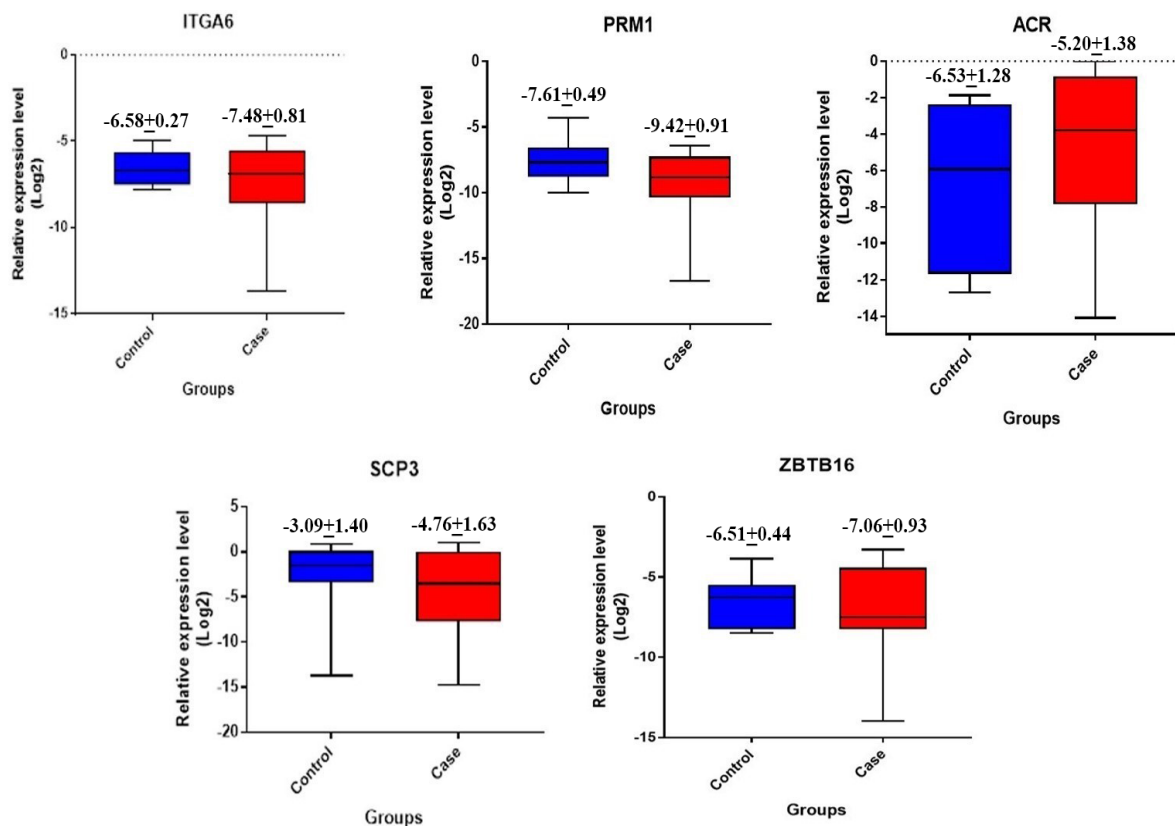 ITGA6
Relative expression level
(Log2)
0
-5
-10
-15
-6.58±0.27
-7.48±0.81
Control
Case
Groups
PRM1
Relative expression level
(Log2)
0
-5
-10
-15
-20
-7.61±0.49
-9.42±0.91
Control
Case
Groups
ACR
Relative expression level
(Log2)
0
-2
-4
-6
-8
-10
-12
-14
-6.53±1.28
-5.20±1.38
Control
Case
Groups
SCP3
Relative expression level
(Log2)
5
0
-5
-10
-15
-20
-3.09±1.40
-4.76±1.63
Control
Case
Groups
ZBTB16
Relative expression level
(Log2)
0
-5
-10
-15
-6.51±0.44
-7.06±0.93
Control
Case
Groups